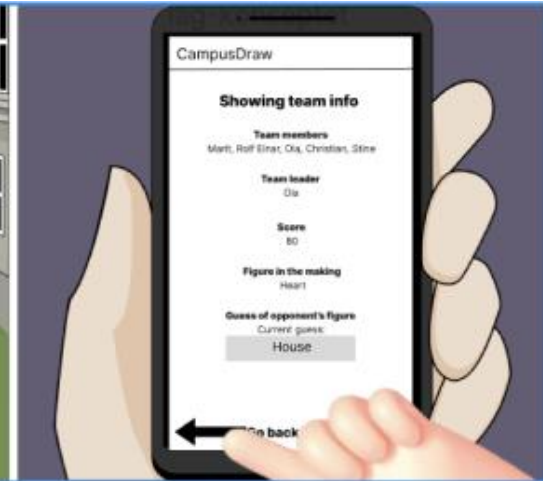 CampusDraw
Showing team info
Team members
Marit, Rolf Einar, Ola, Christian, Stine
Team leader
Ola
Score
80
Figure in the making
Heart
Guess of opponent's figure
Current guess:
House
Go back